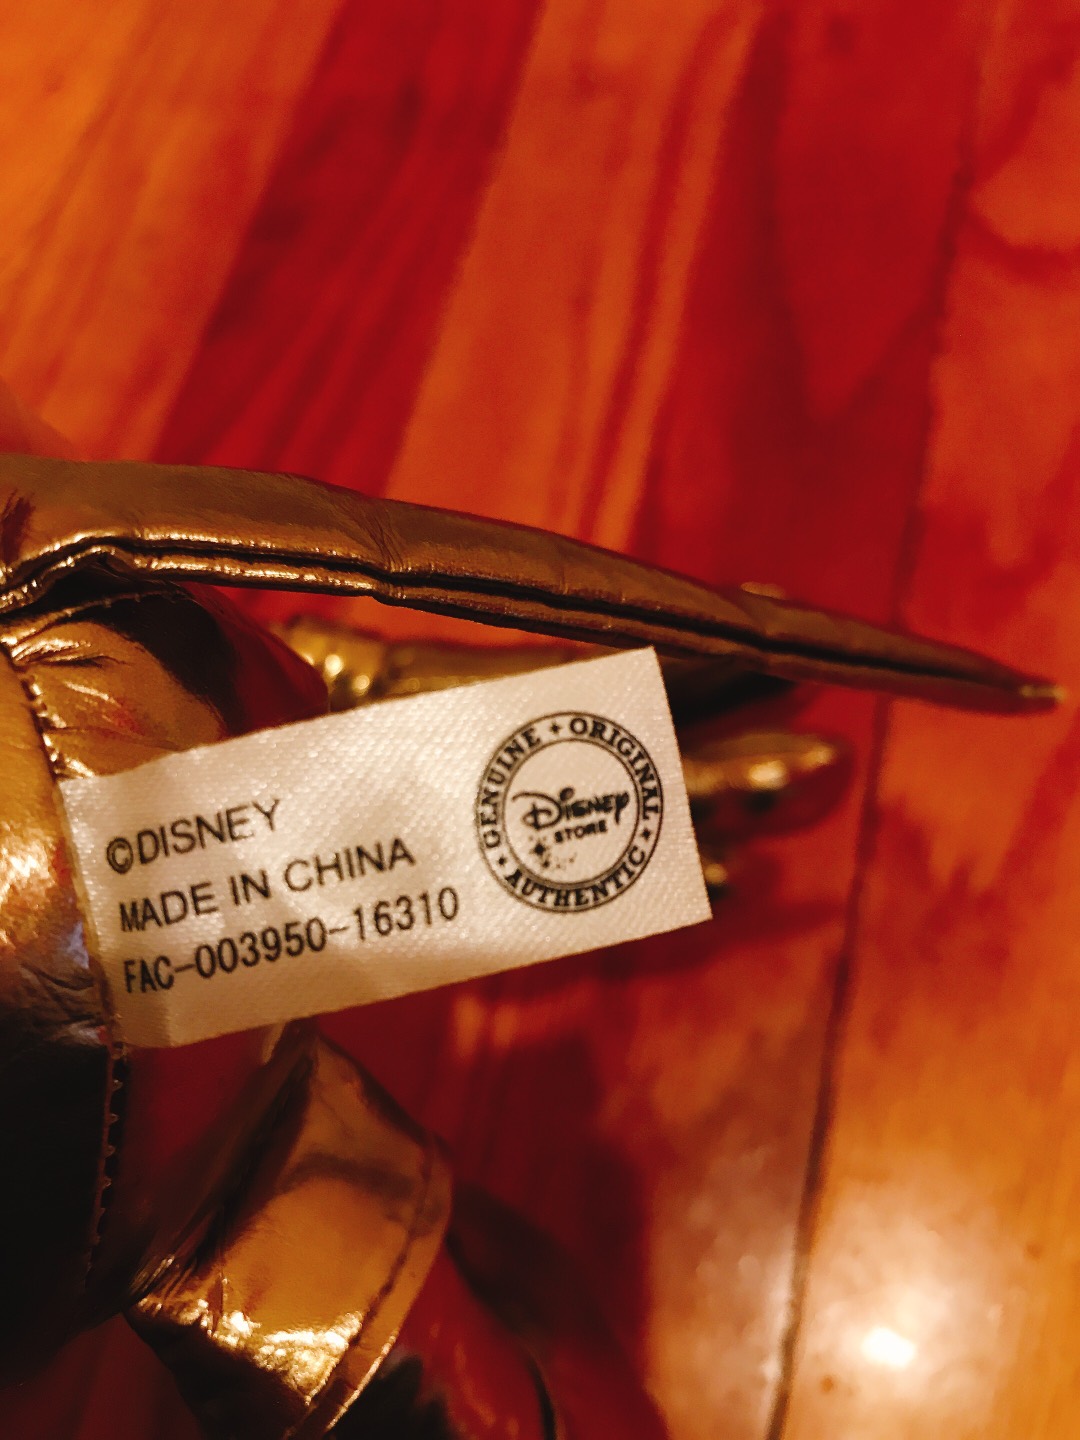 ©DISNEY
MADE IN CHINA
FAC-003950-16310
GENUINE ORIGINAL AUTHENTIC
Disney
STORE